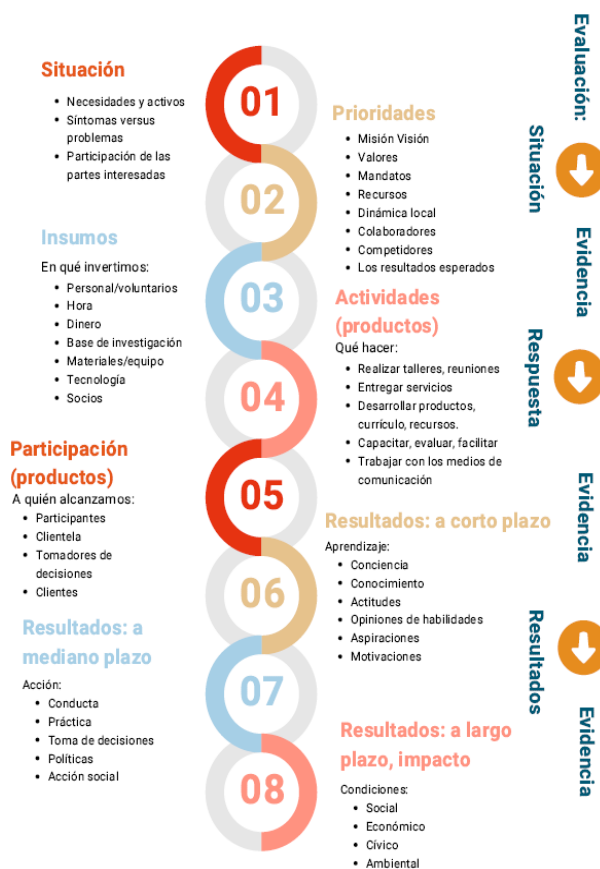 Situación
• Necesidades y activos
• Síntomas versus
problemas
• Participación de las
partes interesadas
01
Prioridades
• Misión Visión
• Valores
• Mandatos
• Recursos
• Dinámica local
• Colaboradores
• Competidores
• Los resultados esperados
02
Insumos
En qué invertimos:
• Personal/voluntarios
• Hora
• Dinero
• Base de investigación
• Materiales/equipo
• Tecnología
• Socios
03
Actividades
(productos)
Qué hacer:
• Realizar talleres, reuniones
• Entregar servicios
• Desarrollar productos,
currículo, recursos.
• Capacitar, evaluar, facilitar
• Trabajar con los medios de
comunicación
04
Participación
(productos)
A quién alcanzamos:
• Participantes
• Clientela
• Tomadores de
decisiones
• Clientes
05
Resultados: a corto plazo
Aprendizaje:
• Conciencia
• Conocimiento
• Actitudes
• Opiniones de habilidades
• Aspiraciones
• Motivaciones
06
Resultados: a
mediano plazo
Acción:
• Conducta
• Práctica
• Toma de decisiones
• Políticas
• Acción social
07
Resultados: a largo
plazo, impacto
Condiciones:
• Social
• Económico
• Cívico
• Ambiental
08
Evaluación:
Situación
Evidencia
Respuesta
Evidencia
Resultados
Evidencia